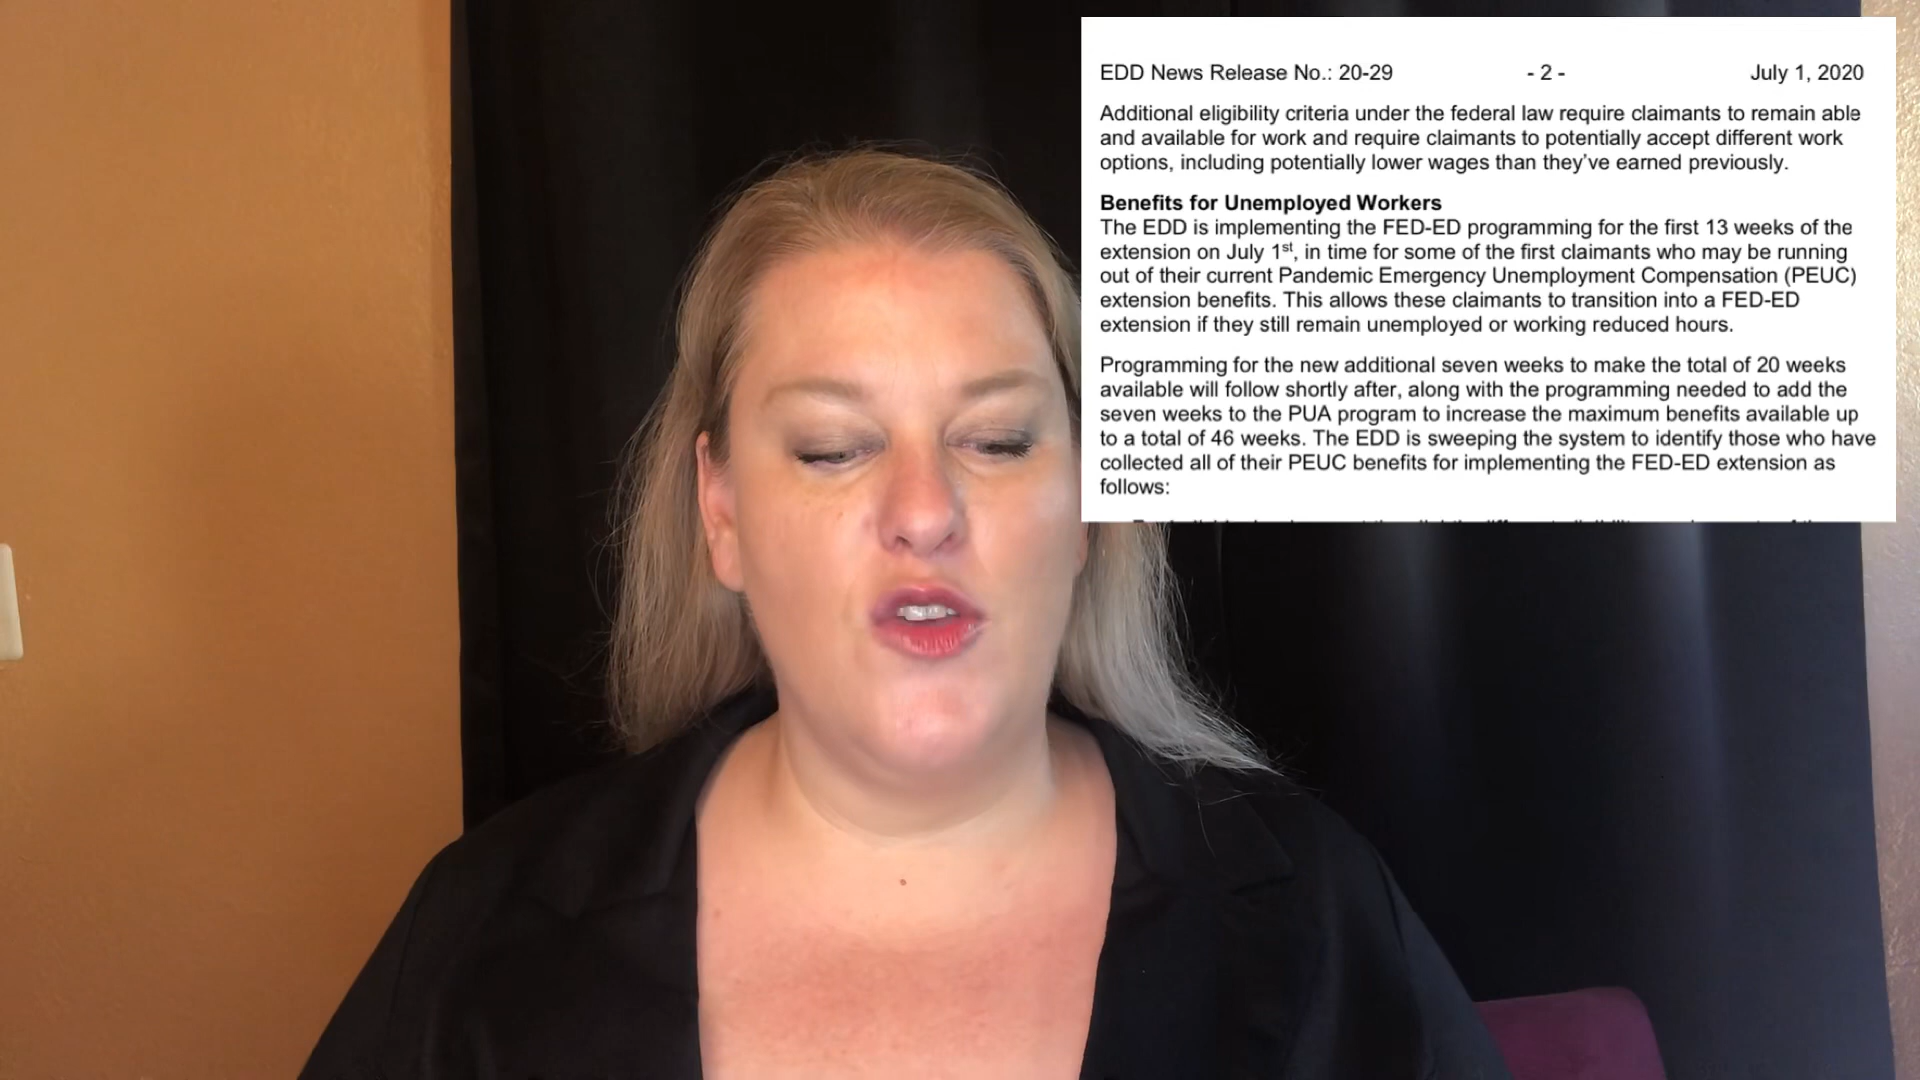 EDD News Release No.: 20-29 - 2 - July 1, 2020
Additional eligibility criteria under the federal law require claimants to remain able
and available for work and require claimants to potentially accept different work
options, including potentially lower wages than they've earned previously.
Benefits for Unemployed Workers
The EDD is implementing the FED-ED programming for the first 13 weeks of the
extension on July 1st, in time for some of the first claimants who may be running
out of their current Pandemic Emergency Unemployment Compensation (PEUC)
extension benefits. This allows these claimants to transition into a FED-ED
extension if they still remain unemployed or working reduced hours.
Programming for the new additional seven weeks to make the total of 20 weeks
available will follow shortly after, along with the programming needed to add the
seven weeks to the PUA program to increase the maximum benefits available up
to a total of 46 weeks. The EDD is sweeping the system to identify those who have
collected all of their PEUC benefits for implementing the FED-ED extension as
follows: